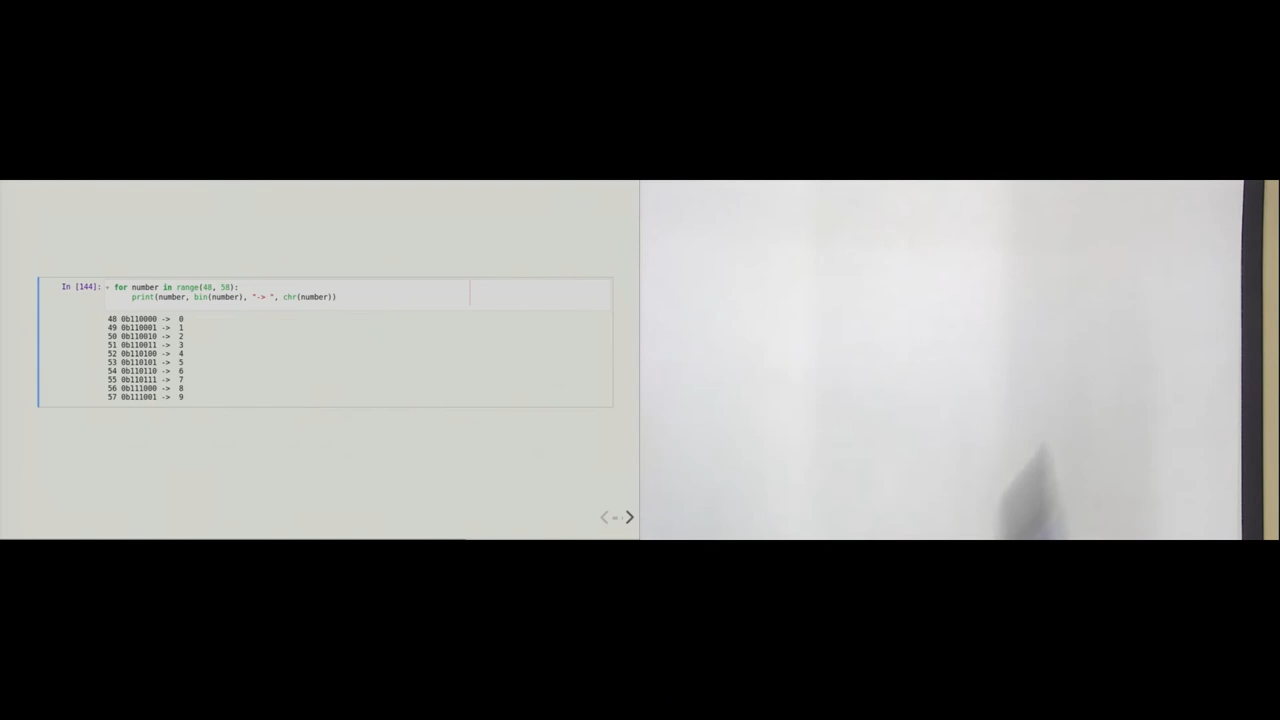 In [144]: for number in range(48, 58):
print(number, bin(number), "-> ", chr(number))
48 0b110000 ->  0
49 0b110001 ->  1
50 0b110010 ->  2
51 0b110011 ->  3
52 0b110100 ->  4
53 0b110101 ->  5
54 0b110110 ->  6
55 0b110111 ->  7
56 0b111000 ->  8
57 0b111001 ->  9